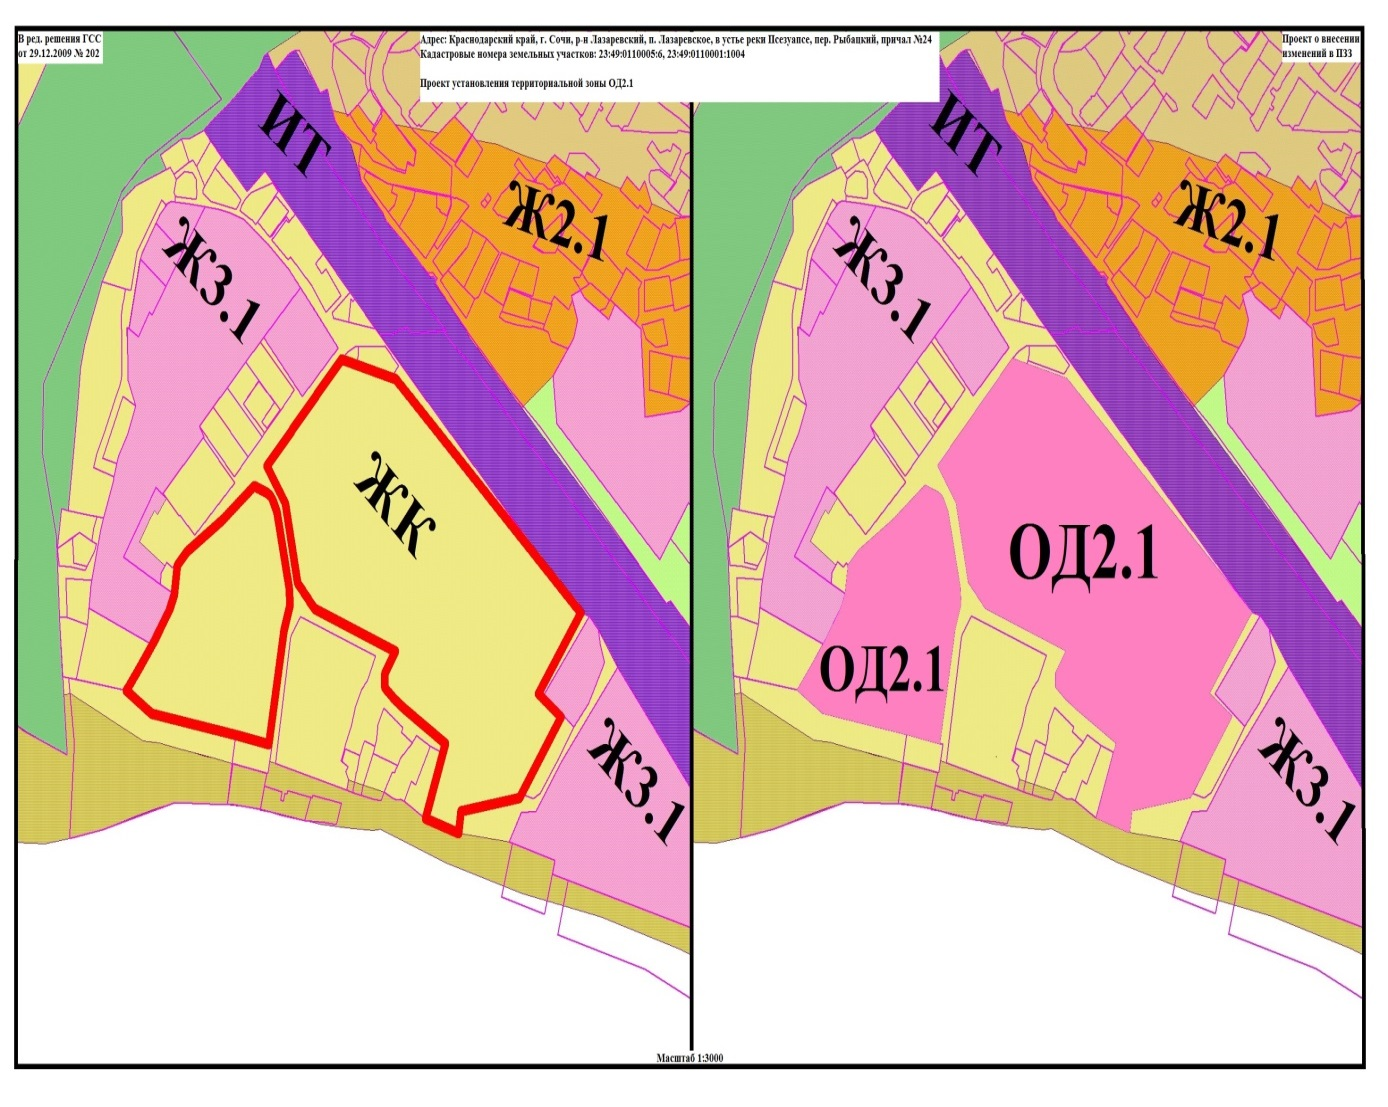 В ред. решения ГСС
от 29.12.2009 № 202
Адрес: Краснодарский край, г. Сочи, р-н Лазаревский, п. Лазаревское, в устье реки Псезуапсе, пер. Рыбацкий, причал №24
Кадастровые номера земельных участков: 23:49:0110005:6, 23:49:0110001:1004
Проект установления территориальной зоны ОД2.1
Проект о внесении
изменений в ПЗЗ
ИТ
Ж2.1
Ж3.1
ЖК
Ж3.1
ИТ
Ж2.1
Ж3.1
ОД2.1
ОД2.1
Ж3.1
Масштаб 1:3000